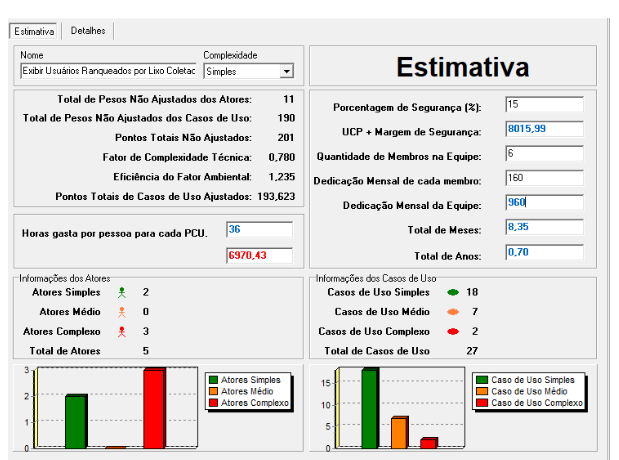 Estimativa Detalhes
Nome Complexidade
Exibir Usuários Ranqueados por Lixo Coletac Simples
Estimativa
Total de Pesos Não Ajustados dos Atores: 11
Total de Pesos Não Ajustados dos Casos de Uso: 190
Pontos Totais Não Ajustados: 201
Fator de Complexidade Técnica: 0,780
Eficiência do Fator Ambiental: 1,235
Pontos Totais de Casos de Uso Ajustados: 193,623
Horas gasta por pessoa para cada PCU. 36
6970,43
Porcentagem de Segurança (%): 15
UCP + Margem de Segurança: 8015,99
Quantidade de Membros na Equipe: 6
Dedicação Mensal de cada membro: 160
Dedicação Mensal da Equipe: 960
Total de Meses: 8,35
Total de Anos: 0,70
Informações dos Atores
Atores Simples 2
Atores Médio 0
Atores Complexo 3
Total de Atores 5
Informações dos Casos de Uso
Casos de Uso Simples 18
Casos de Uso Médio 7
Casos de Uso Complexo 2
Total de Casos de Uso 27
3
2
1
0
Atores Simples
Atores Médio
Atores Complexo
15
10
5
0
Caso de Uso Simples
Caso de Uso Médio
Caso de Uso Complexo